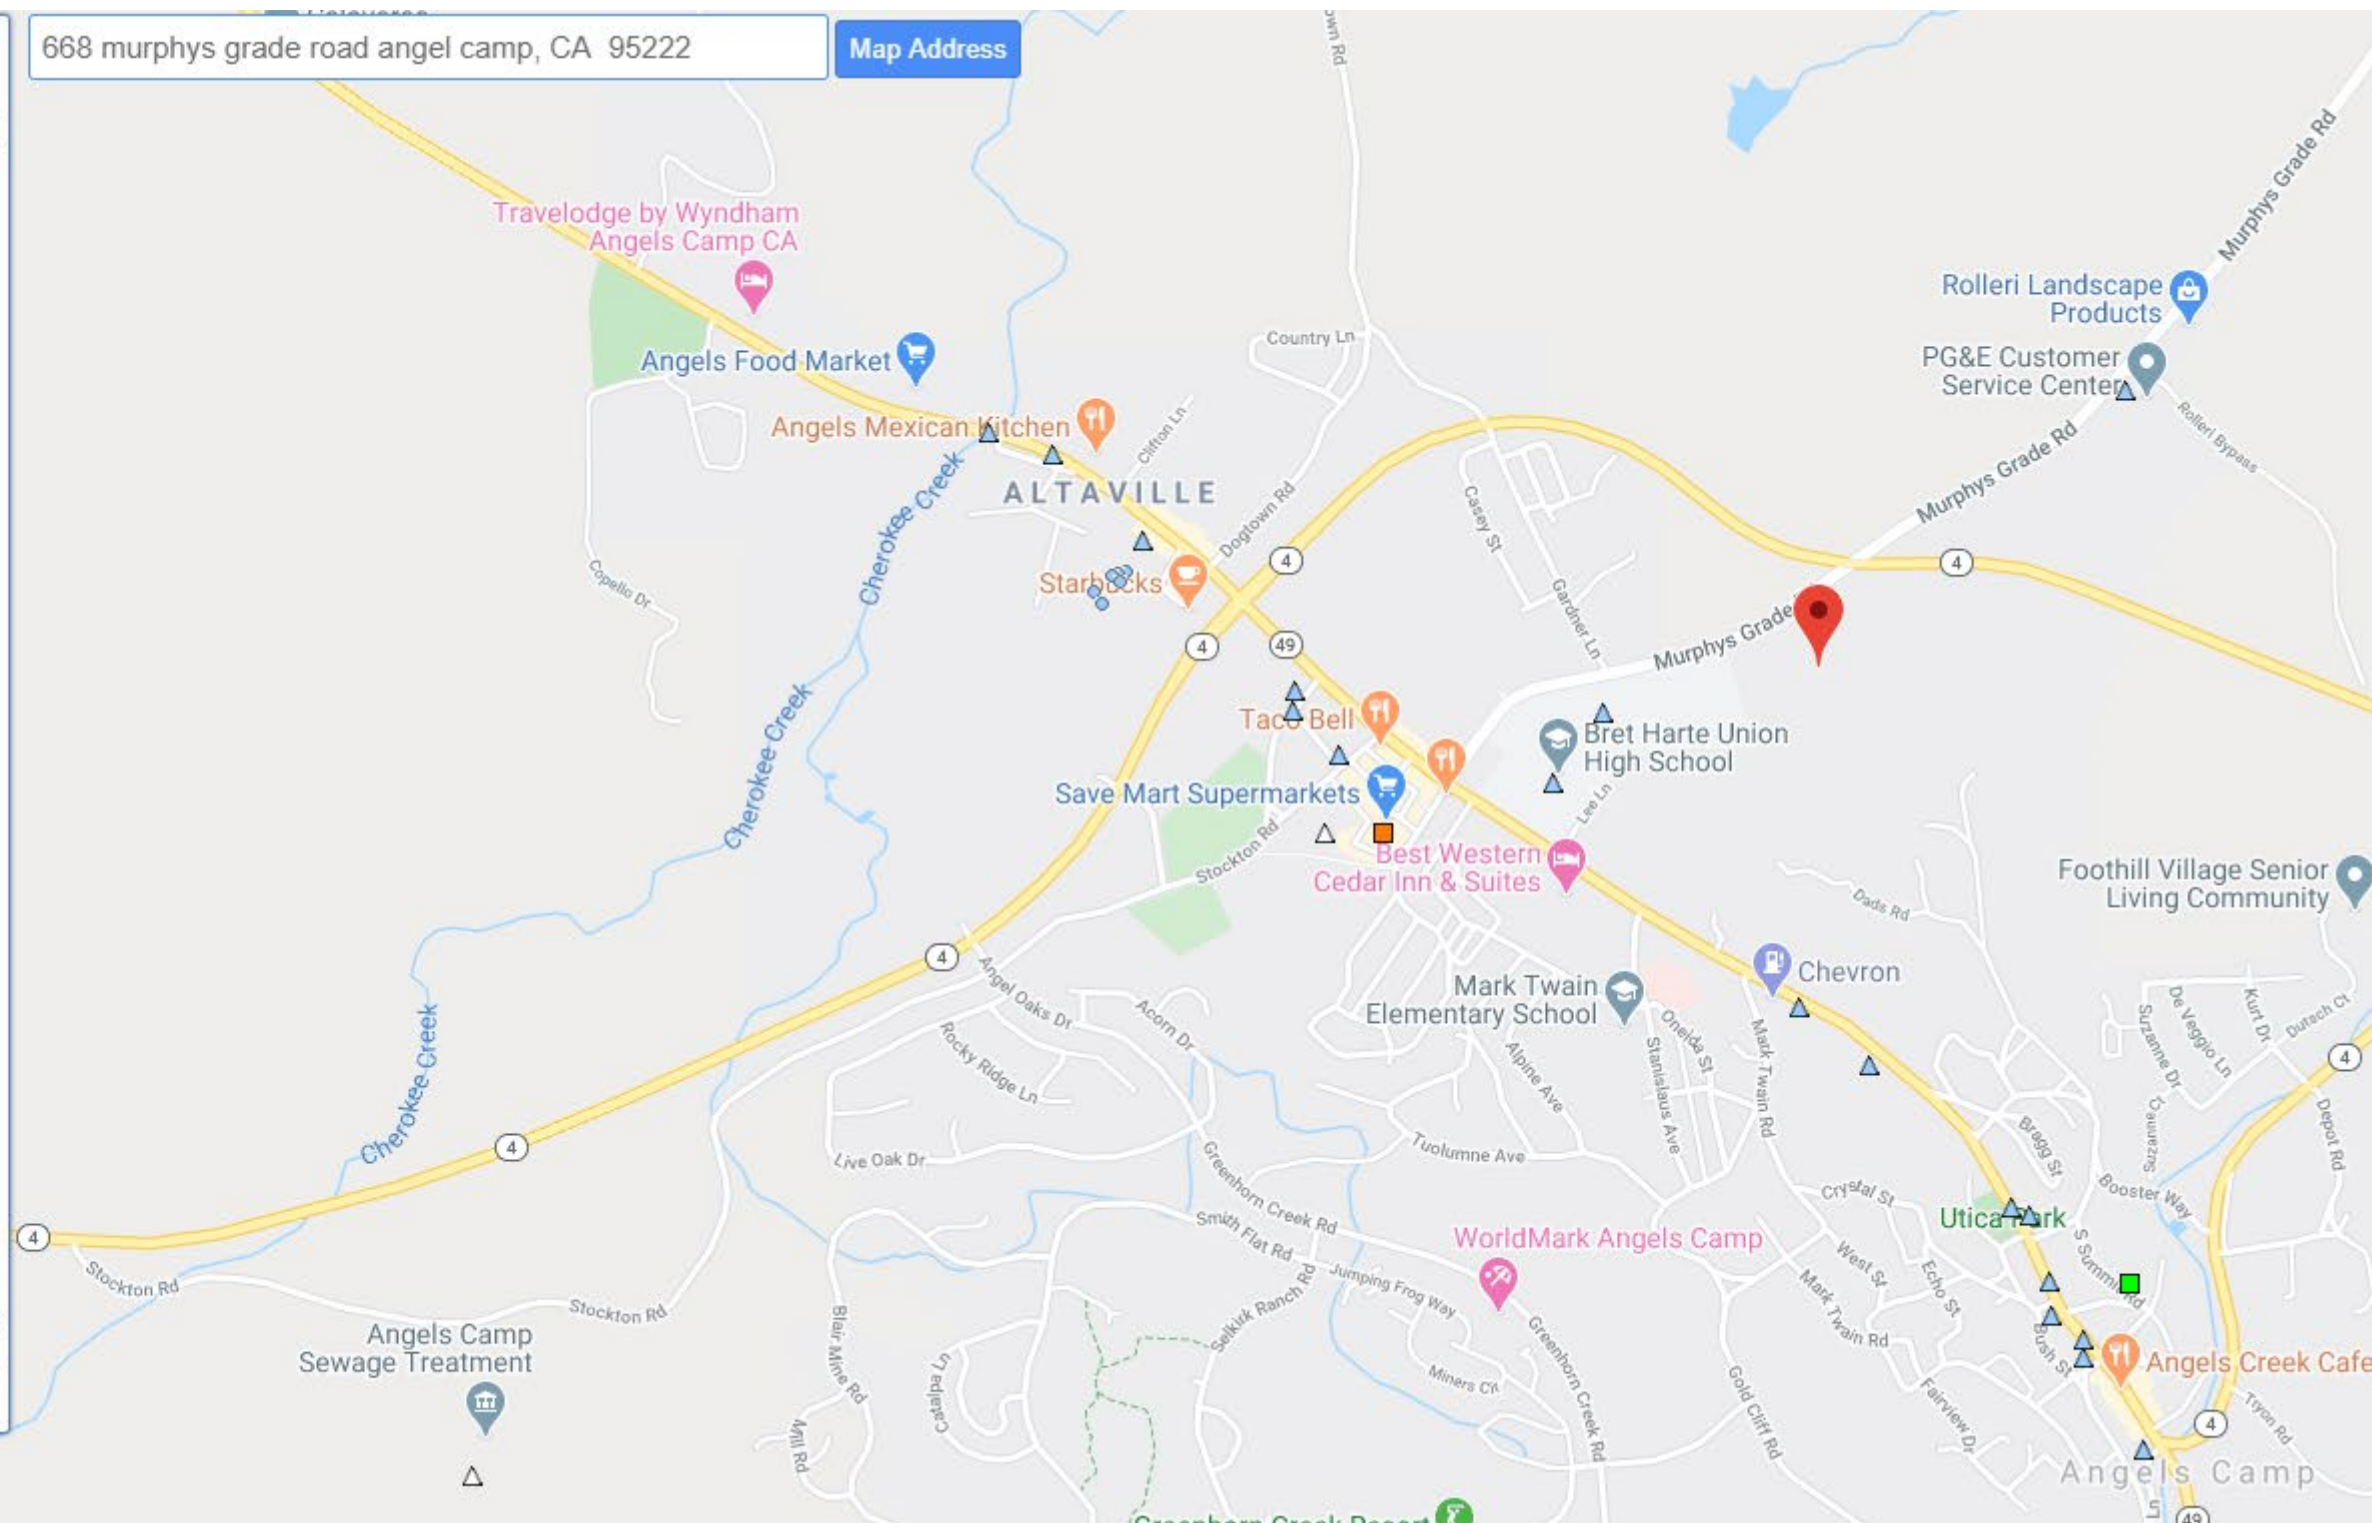 668 murphys grade road angel camp, CA  95222
Map Address
Murphys Grade Rd
Travelodge by Wyndham
Angels Camp CA
Rolleri Landscape
Products
Country Ln
Angels Food Market
PG&E Customer
Service Center
Angels Mexican Kitchen
Clifton Ln
Rolleri Bypass
Murphys Grade Rd
ALTAVILLE
Cherokee Creek
Dogtown Rd
Casey St
4
4
Starbucks
Copello Dr
Gardner Ln
Murphys Grade
4
49
Taco Bell
Bret Harte Union
High School
Cherokee Creek
Save Mart Supermarkets
Lee Ln
Stockton Rd
Best Western
Cedar Inn & Suites
Foothill Village Senior
Living Community
Dads Rd
4
Angel Oaks Dr
Chevron
Mark Twain
Elementary School
Acorn Dr
Rocky Ridge Ln
Cherokee Creek
Alpine Ave
Oneida St
Stanislaus Ave
Mark Twain Rd
Suzanne Dr
De Veggio Ln
Kurt Dr
Dutsch Ct
4
4
Live Oak Dr
Tuolumne Ave
Bragg St
Suzanne
Depot Rd
Booster Way
Crystal St
Greenhorn Creek Rd
Utica Park
4
Smith Flat Rd
WorldMark Angels Camp
S Summit Rd
West St
Echo St
Stockton Rd
Stockton Rd
Jumping Frog Way
Mark Twain Rd
Selkirk Ranch Rd
Angels Camp
Sewage Treatment
Blair Mine Rd
Greenhorn Creek Rd
Bush St
Angels Creek Cafe
Catalpa Ln
Miners Ct
Gold Cliff Rd
Fairview Dr
Tryon Rd
4
Mill Rd
Angels Camp
49